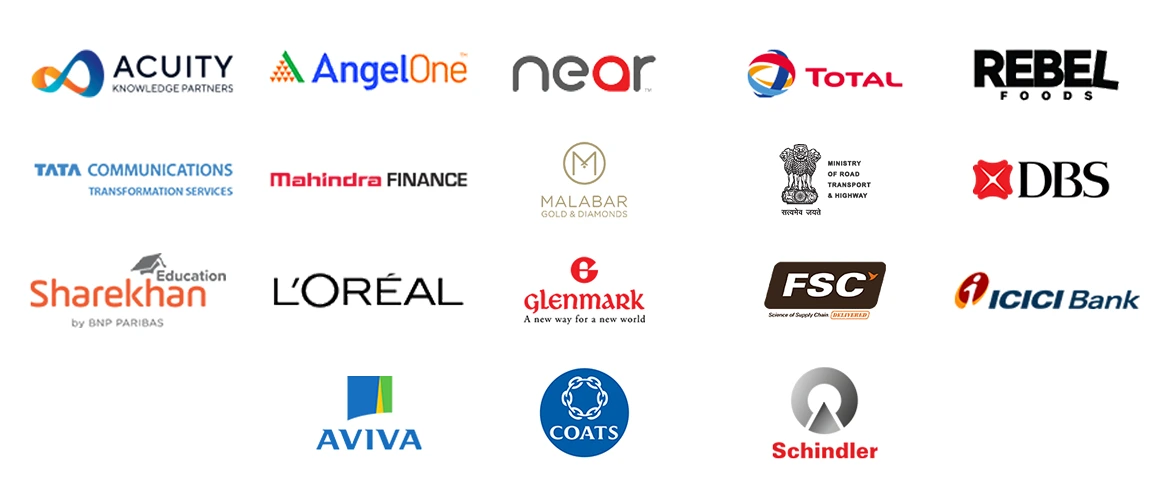 ACUITY
KNOWLEDGE PARTNERS
AngelOne
TM
near
TM
TOTAL
REBEL
FOODS
TATA COMMUNICATIONS
TRANSFORMATION SERVICES
Mahindra FINANCE
M
MALABAR
GOLD & DIAMONDS
सत्यमेव जयते
MINISTRY
OF ROAD
TRANSPORT
& HIGHWAY
DBS
Education
Sharekhan
by BNP PARIBAS
L'ORÉAL
G
glenmark
A new way for a new world
FSC
Science of Supply Chain DELIVERED
i ICICI Bank
AVIVA
COATS
Schindler